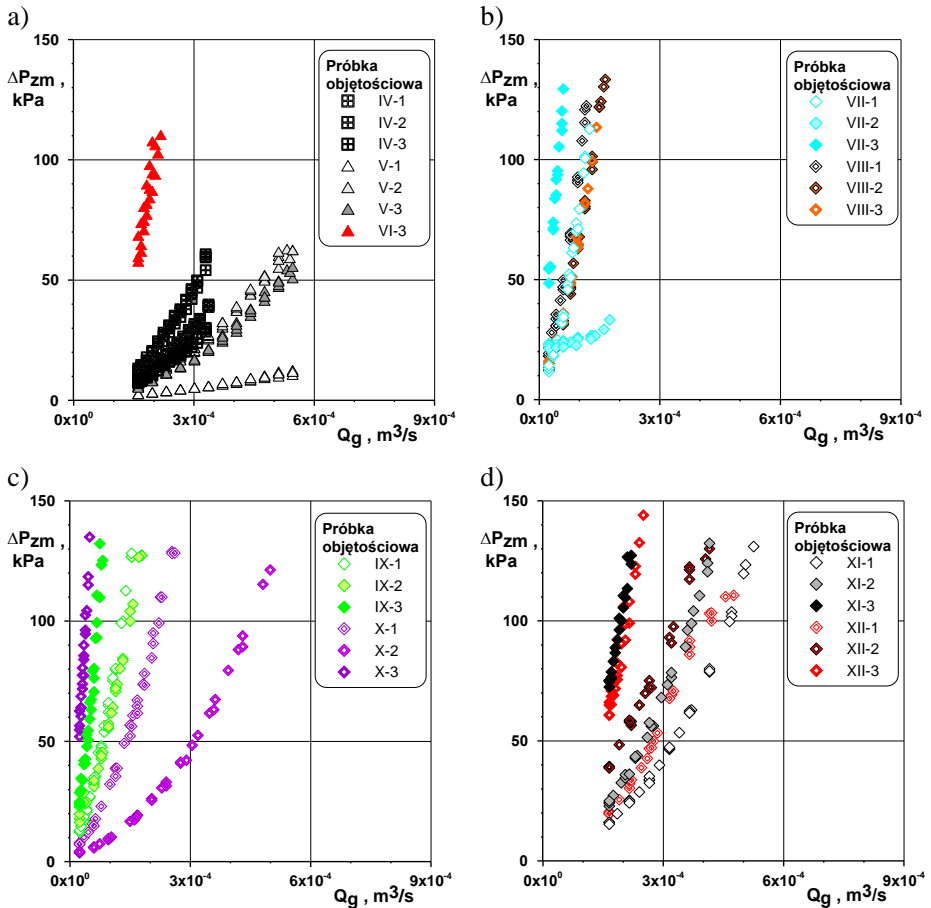 a)
150
ΔPzm ,
kPa
100
50
0
0x10⁰
3x10⁻⁴
6x10⁻⁴
9x10⁻⁴
Qg , m³/s
Próbka
objętościowa
IV-1
IV-2
IV-3
V-1
V-2
V-3
VI-3
b)
150
ΔPzm ,
kPa
100
50
0
0x10⁰
3x10⁻⁴
6x10⁻⁴
9x10⁻⁴
Qg , m³/s
Próbka
objętościowa
VII-1
VII-2
VII-3
VIII-1
VIII-2
VIII-3
c)
150
ΔPzm ,
kPa
100
50
0
0x10⁰
3x10⁻⁴
6x10⁻⁴
9x10⁻⁴
Qg , m³/s
Próbka
objętościowa
IX-1
IX-2
IX-3
X-1
X-2
X-3
d)
150
ΔPzm ,
kPa
100
50
0
0x10⁰
3x10⁻⁴
6x10⁻⁴
9x10⁻⁴
Qg , m³/s
Próbka
objętościowa
XI-1
XI-2
XI-3
XII-1
XII-2
XII-3